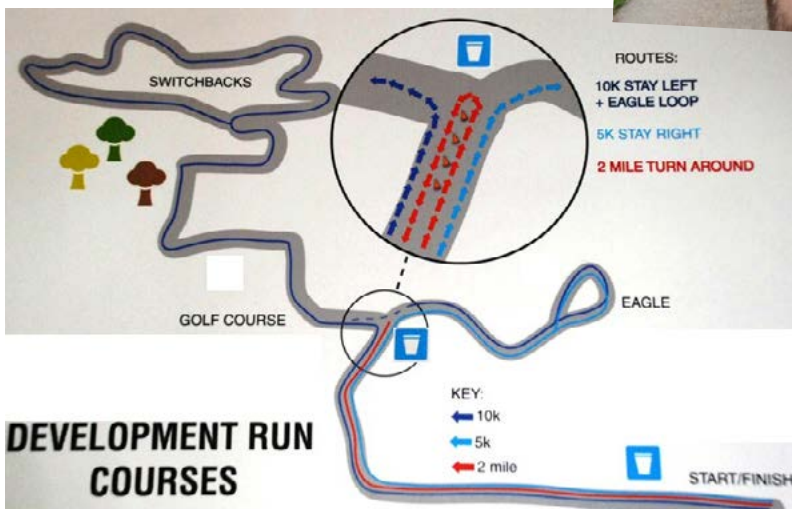 SWITCHBACKS
ROUTES:
10K STAY LEFT
+ EAGLE LOOP
5K STAY RIGHT
2 MILE TURN AROUND
GOLF COURSE
EAGLE
KEY:
10k
5k
2 mile
DEVELOPMENT RUN
COURSES
START/FINISH